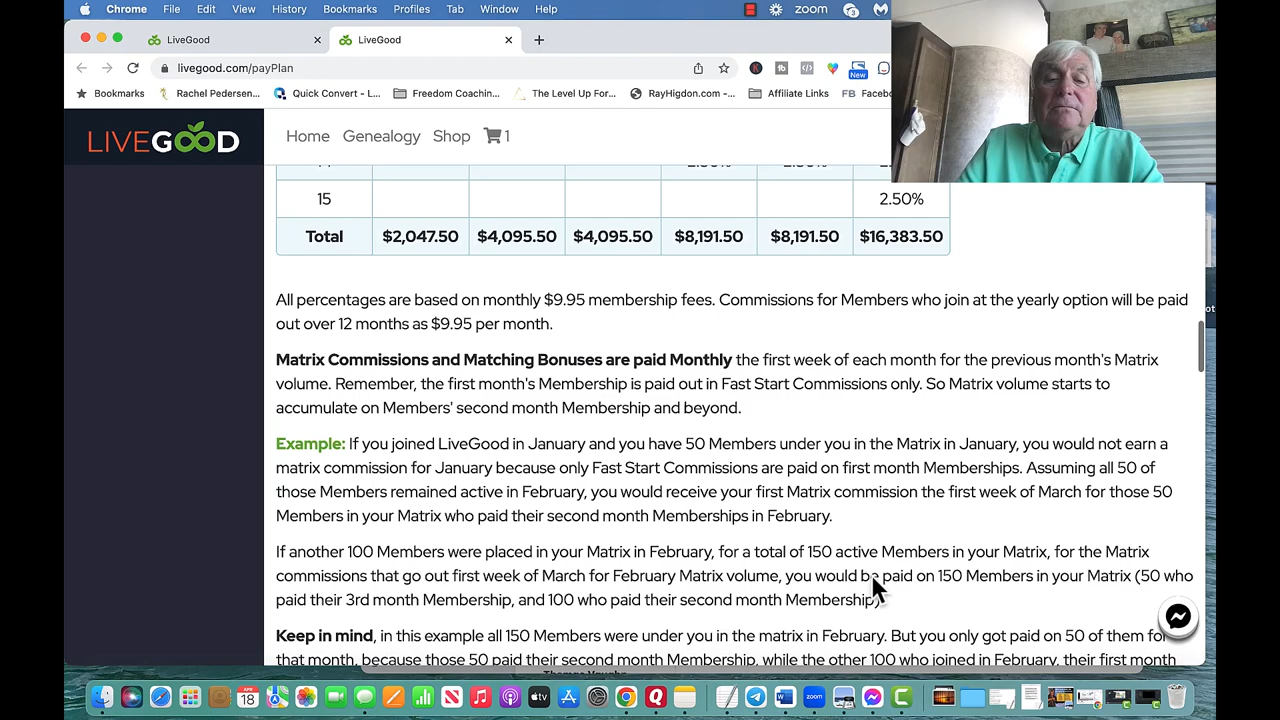 Chrome File Edit View History Bookmarks Profiles Tab Window Help zoom
LiveGood LiveGood
livegood.com/payPlan New
Bookmarks Rachel Pedersen... Quick Convert - L... Freedom Coachin... The Level Up For... RayHigdon.com -... Affiliate Links FB Facebo
LIVEGOOD Home Genealogy Shop 1
15 2.50%
Total $2,047.50 $4,095.50 $4,095.50 $8,191.50 $8,191.50 $16,383.50
All percentages are based on monthly $9.95 membership fees. Commissions for Members who join at the yearly option will be paid
out over 12 months as $9.95 per month.
Matrix Commissions and Matching Bonuses are paid Monthly the first week of each month for the previous month's Matrix
volume. Remember, the first month's Membership is paid out in Fast Start Commissions only. So Matrix volume starts to
accumulate on Members' second month Membership and beyond.
Example: If you joined LiveGood in January and you have 50 Members under you in the Matrix in January, you would not earn a
matrix commission for January because only Fast Start Commissions are paid on first month Memberships. Assuming all 50 of
those Members remained active in February, you would receive your first Matrix commission the first week of March for those 50
Members in your Matrix who paid their second month Memberships in February.
If another 100 Members were placed in your Matrix in February, for a total of 150 active Members in your Matrix, for the Matrix
commissions that go out first week of March for February Matrix volume, you would be paid on 150 Members in your Matrix (50 who
paid their 3rd month Membership and 100 who paid their second month Membership).
Keep in mind, in this example all 150 Members were under you in the matrix in February. But you only got paid on 50 of them for
that month, because those 50 paid their second month Membership, while the other 100 who joined in February, their first month
APR
18
zoom